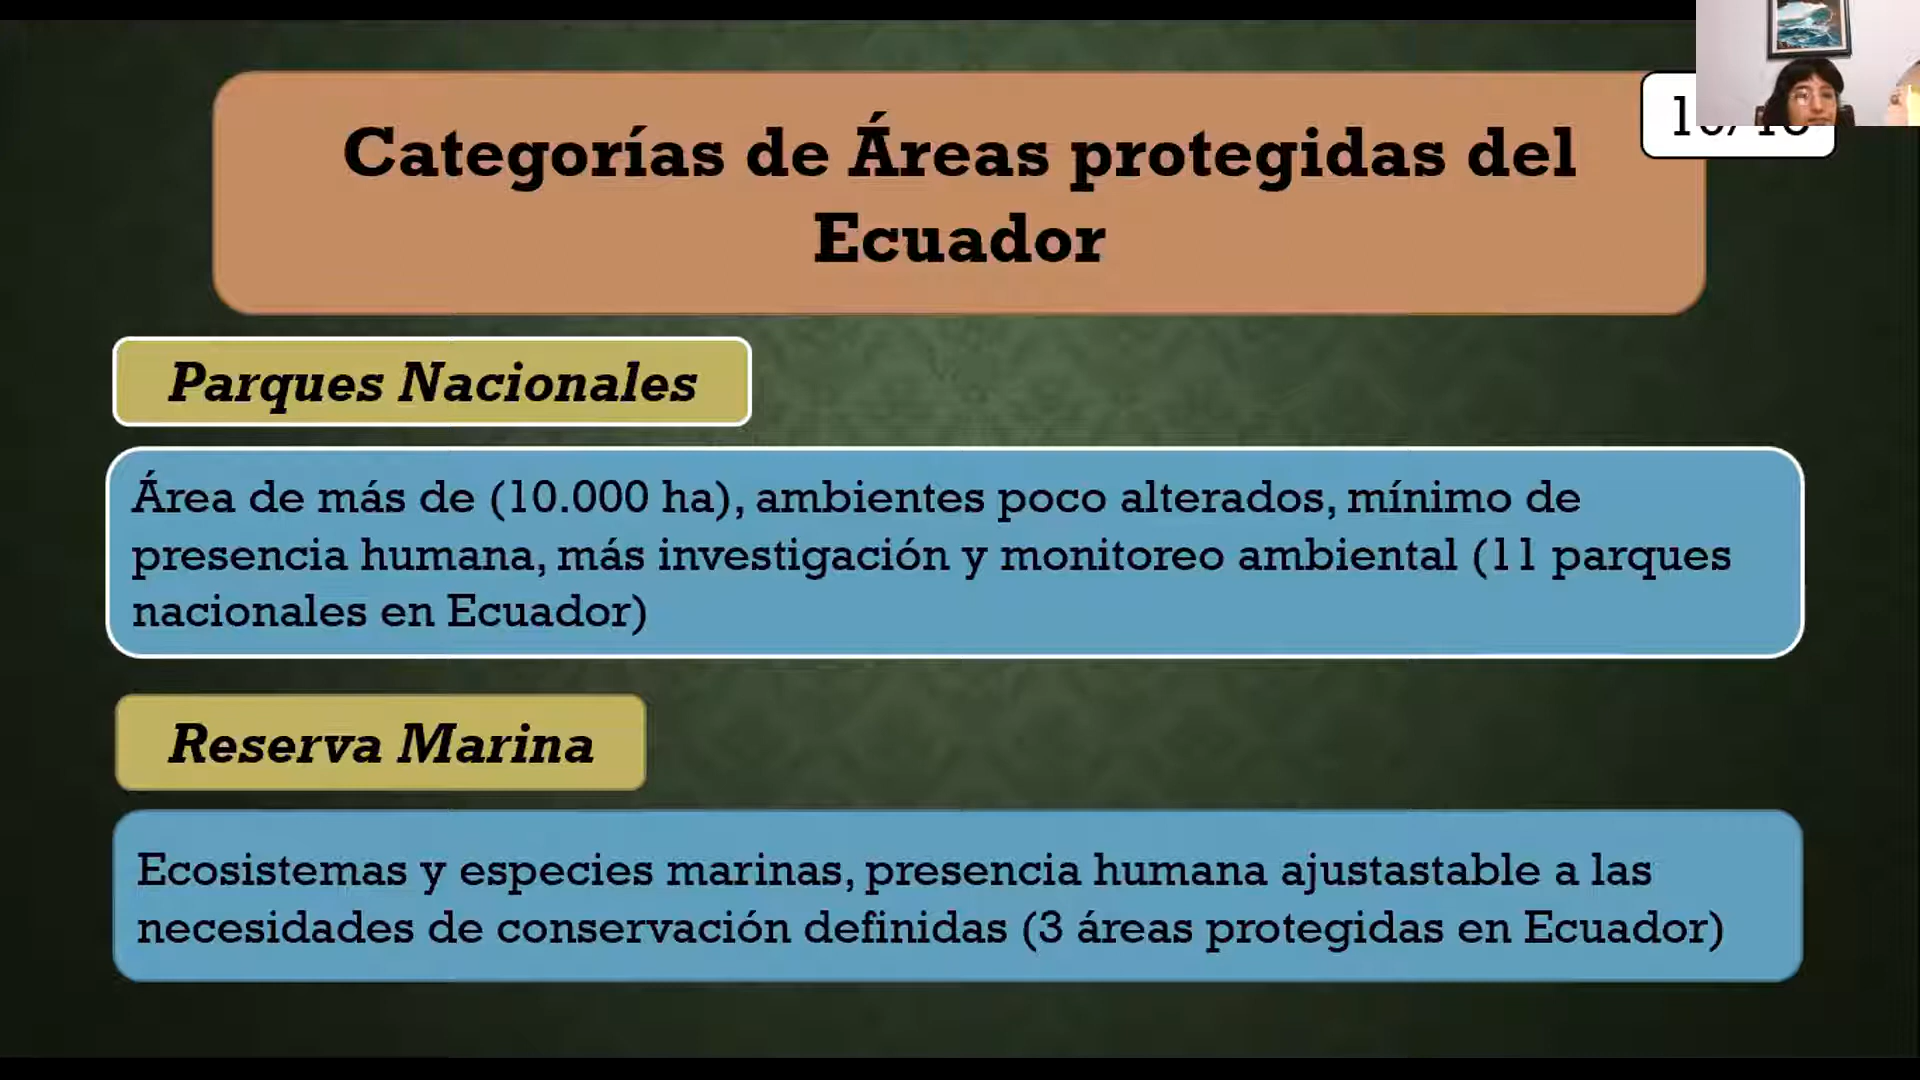 Categorías de Áreas protegidas del
Ecuador
Parques Nacionales
Área de más de (10.000 ha), ambientes poco alterados, mínimo de
presencia humana, más investigación y monitoreo ambiental (11 parques
nacionales en Ecuador)
Reserva Marina
Ecosistemas y especies marinas, presencia humana ajustastable a las
necesidades de conservación definidas (3 áreas protegidas en Ecuador)